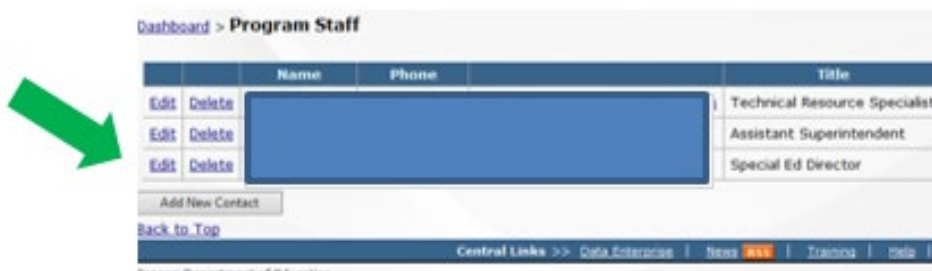 Dashboard > Program Staff
Name Phone Title
Edit Delete Technical Resource Specialist
Edit Delete Assistant Superintendent
Edit Delete Special Ed Director
Add New Contact
Back to Top
Central Links >> Data Enterprise | News RSS | Training | Help |